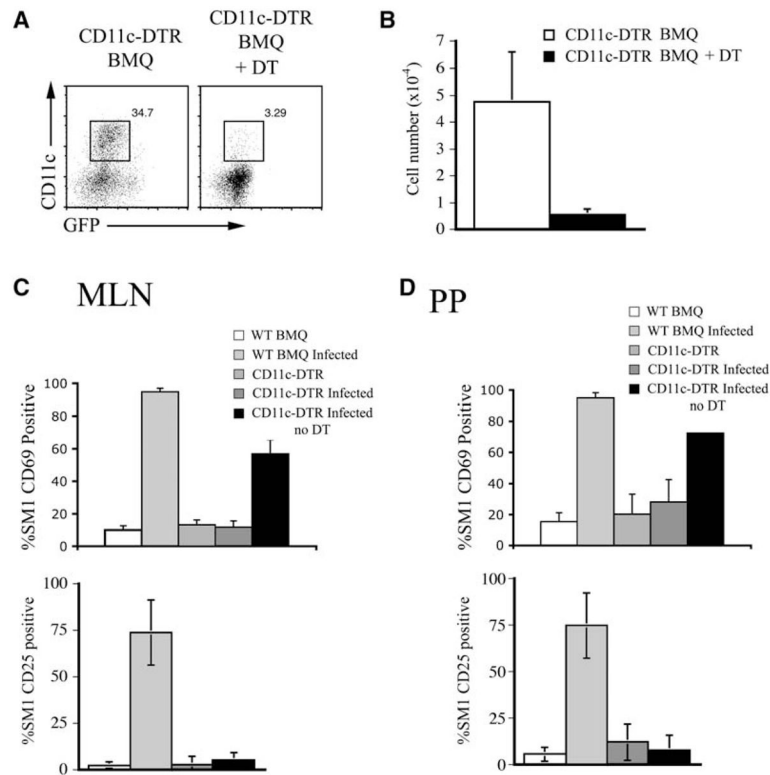 A
CD11c-DTR
BMQ
CD11c-DTR
BMQ
+ DT
34.7
3.29
CD11c
GFP
B
CD11c-DTR BMQ
CD11c-DTR BMQ + DT
Cell number (x10⁻⁴)
8
7
6
5
4
3
2
1
0
C MLN
WT BMQ
WT BMQ Infected
CD11c-DTR
CD11c-DTR Infected
CD11c-DTR Infected
no DT
%SM1 CD69 Positive
100
80
60
40
20
0
%SM1 CD25 positive
100
75
50
25
0
D PP
WT BMQ
WT BMQ Infected
CD11c-DTR
CD11c-DTR Infected
CD11c-DTR Infected
no DT
%SM1 CD69 Positive
100
80
60
40
20
0
%SM1 CD25 positive
100
75
50
25
0